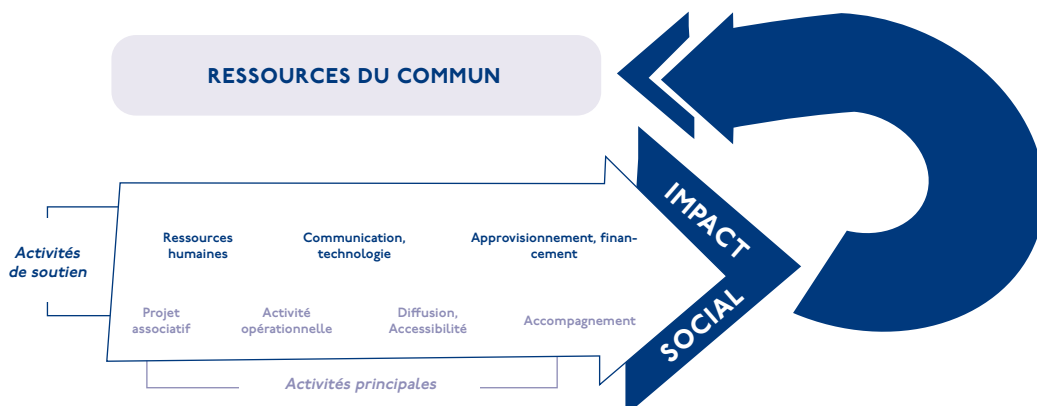 RESSOURCES DU COMMUN
IMPACT
SOCIAL
Activités
de soutien
Ressources
humaines
Communication,
technologie
Approvisionnement, finan-
cement
Projet
associatif
Activité
opérationnelle
Diffusion,
Accessibilité
Accompagnement
Activités principales